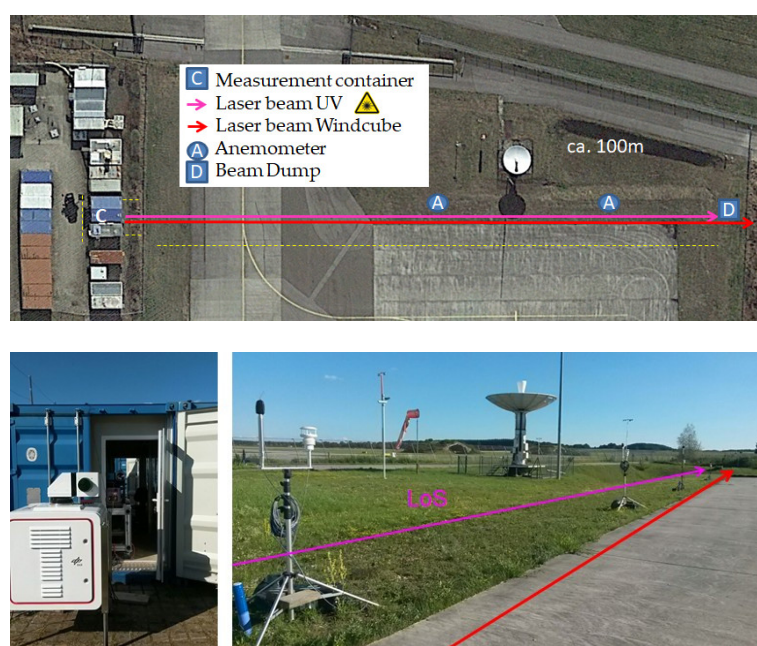 C Measurement container
Laser beam UV
Laser beam Windcube
A Anemometer
D Beam Dump
ca. 100m
A
A
C
D
LoS